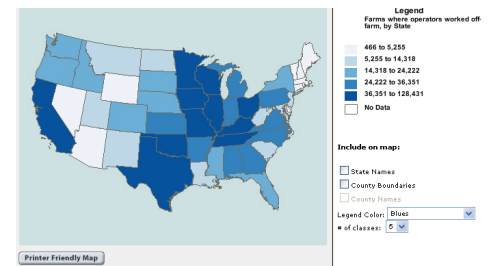 Legend
Farms where operators worked off-
farm, by State
466 to 5,255
5,255 to 14,318
14,318 to 24,222
24,222 to 36,351
36,351 to 128,431
No Data
Include on map:
State Names
County Boundaries
County Names
Legend Color: Blues
# of classes: 5
Printer Friendly Map